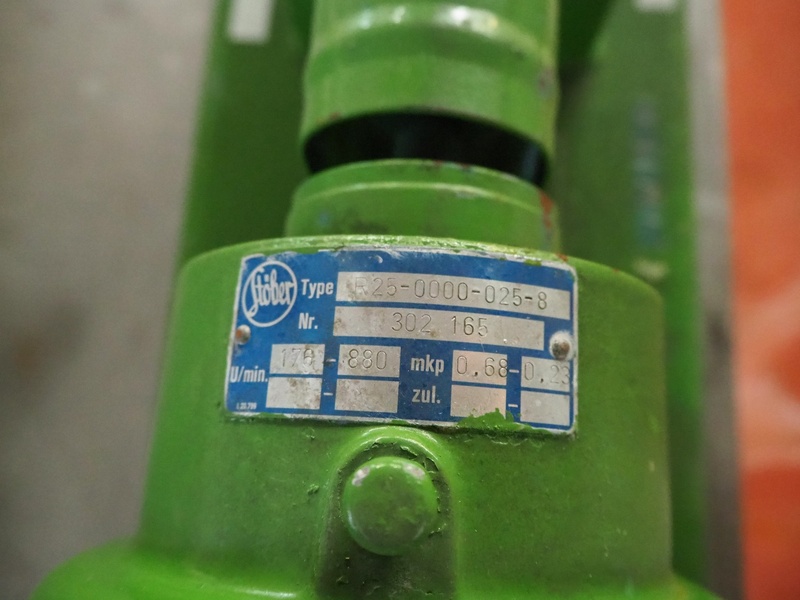 Stöber
Type R25-0000-025-8
Nr. 302 165
U/min. 170 - 880 mkp 0,68 - 0,23
- zul. -